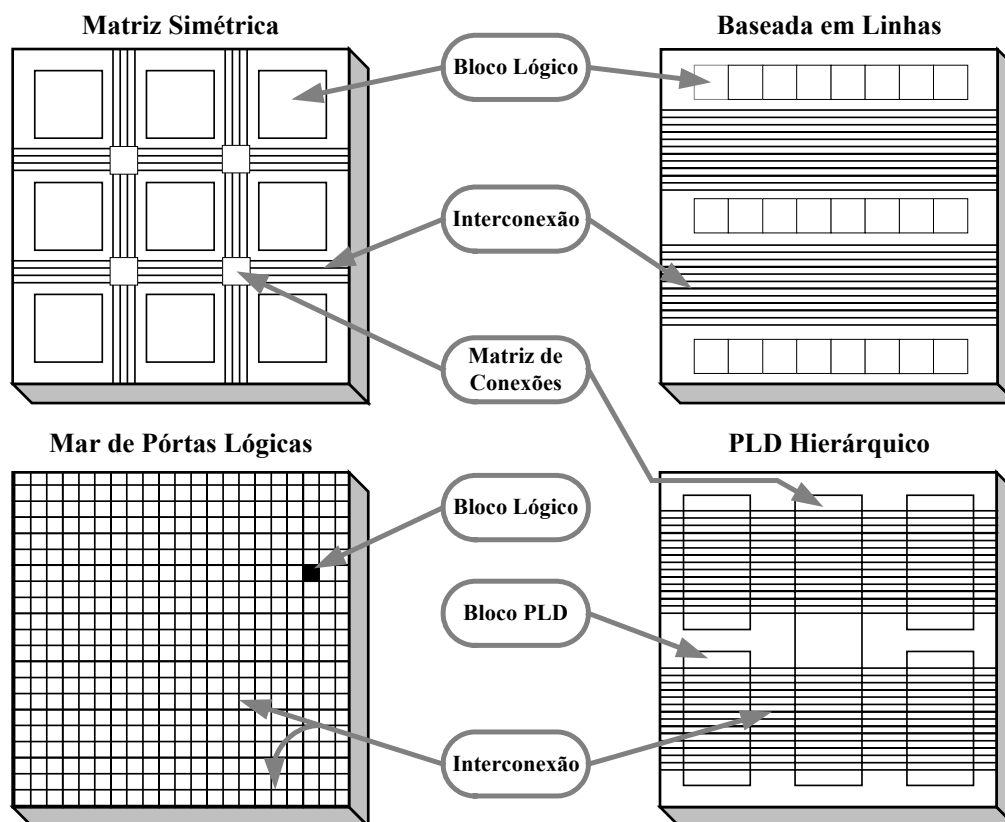 Matriz Simétrica
Baseada em Linhas
Bloco Lógico
Interconexão
Matriz de
Conexões
Mar de Pórtas Lógicas
PLD Hierárquico
Bloco Lógico
Bloco PLD
Interconexão